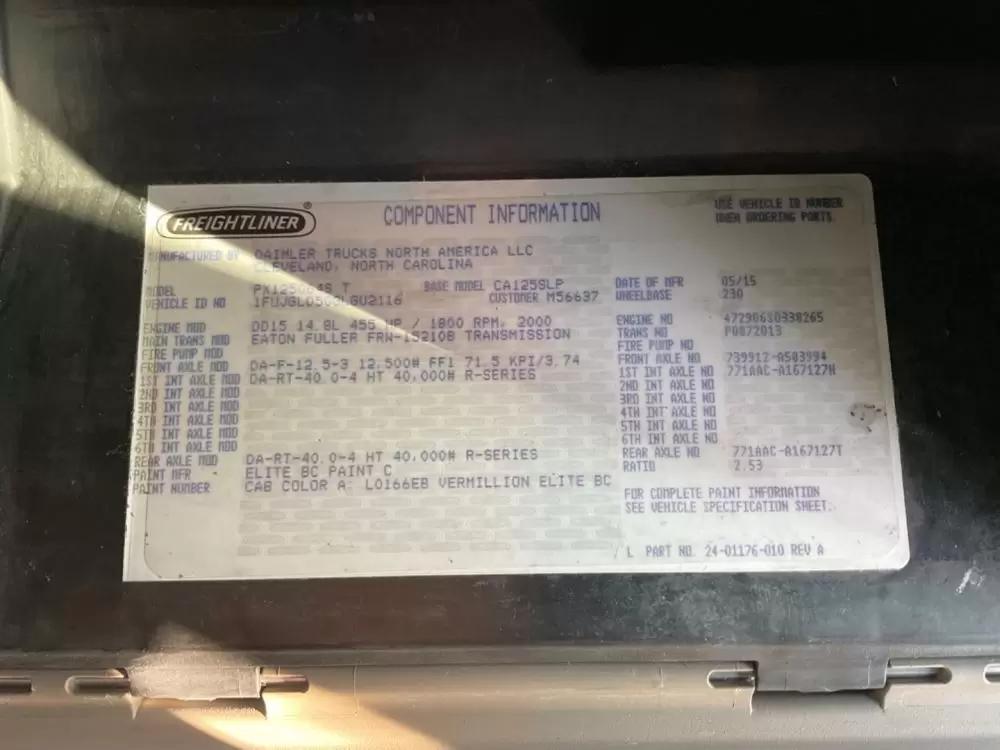 FREIGHTLINER®
COMPONENT INFORMATION
USE VEHICLE ID NUMBER
WHEN ORDERING PARTS
MANUFACTURED BY DAIMLER TRUCKS NORTH AMERICA LLC
CLEVELAND, NORTH CAROLINA
MODEL T BASE MODEL CA125SLP DATE OF MFR 05/15
VEHICLE ID NO CUSTOMER M56637 WHEELBASE 230
ENGINE MOD DD15 14.8L 455 HP / 1800 RPM, 2000 ENGINE NO
MAIN TRANS MOD EATON FULLER TRANSMISSION TRANS NO P0872013
FIRE PUMP MOD FIRE PUMP NO
FRONT AXLE MOD DA-F-12.5-3 12,500# FF1 71.5 KPI/3.74 FRONT AXLE NO 739912-A503994
1ST INT AXLE MOD DA-RT-40.0-4 HT 40,000# R-SERIES 1ST INT AXLE NO 771AAC-A167127H
2ND INT AXLE MOD 2ND INT AXLE NO
3RD INT AXLE MOD 3RD INT AXLE NO
4TH INT AXLE MOD 4TH INT AXLE NO
5TH INT AXLE MOD 5TH INT AXLE NO
6TH INT AXLE MOD 6TH INT AXLE NO
REAR AXLE MOD DA-RT-40.0-4 HT 40,000# R-SERIES REAR AXLE NO 771AAC-A167127T
PAINT MFR ELITE BC PAINT C RATIO 2.53
PAINT NUMBER CAB COLOR A: L0166EB VERMILLION ELITE BC
FOR COMPLETE PAINT INFORMATION
SEE VEHICLE SPECIFICATION SHEET.
L PART NO. 24-01176-010 REV A